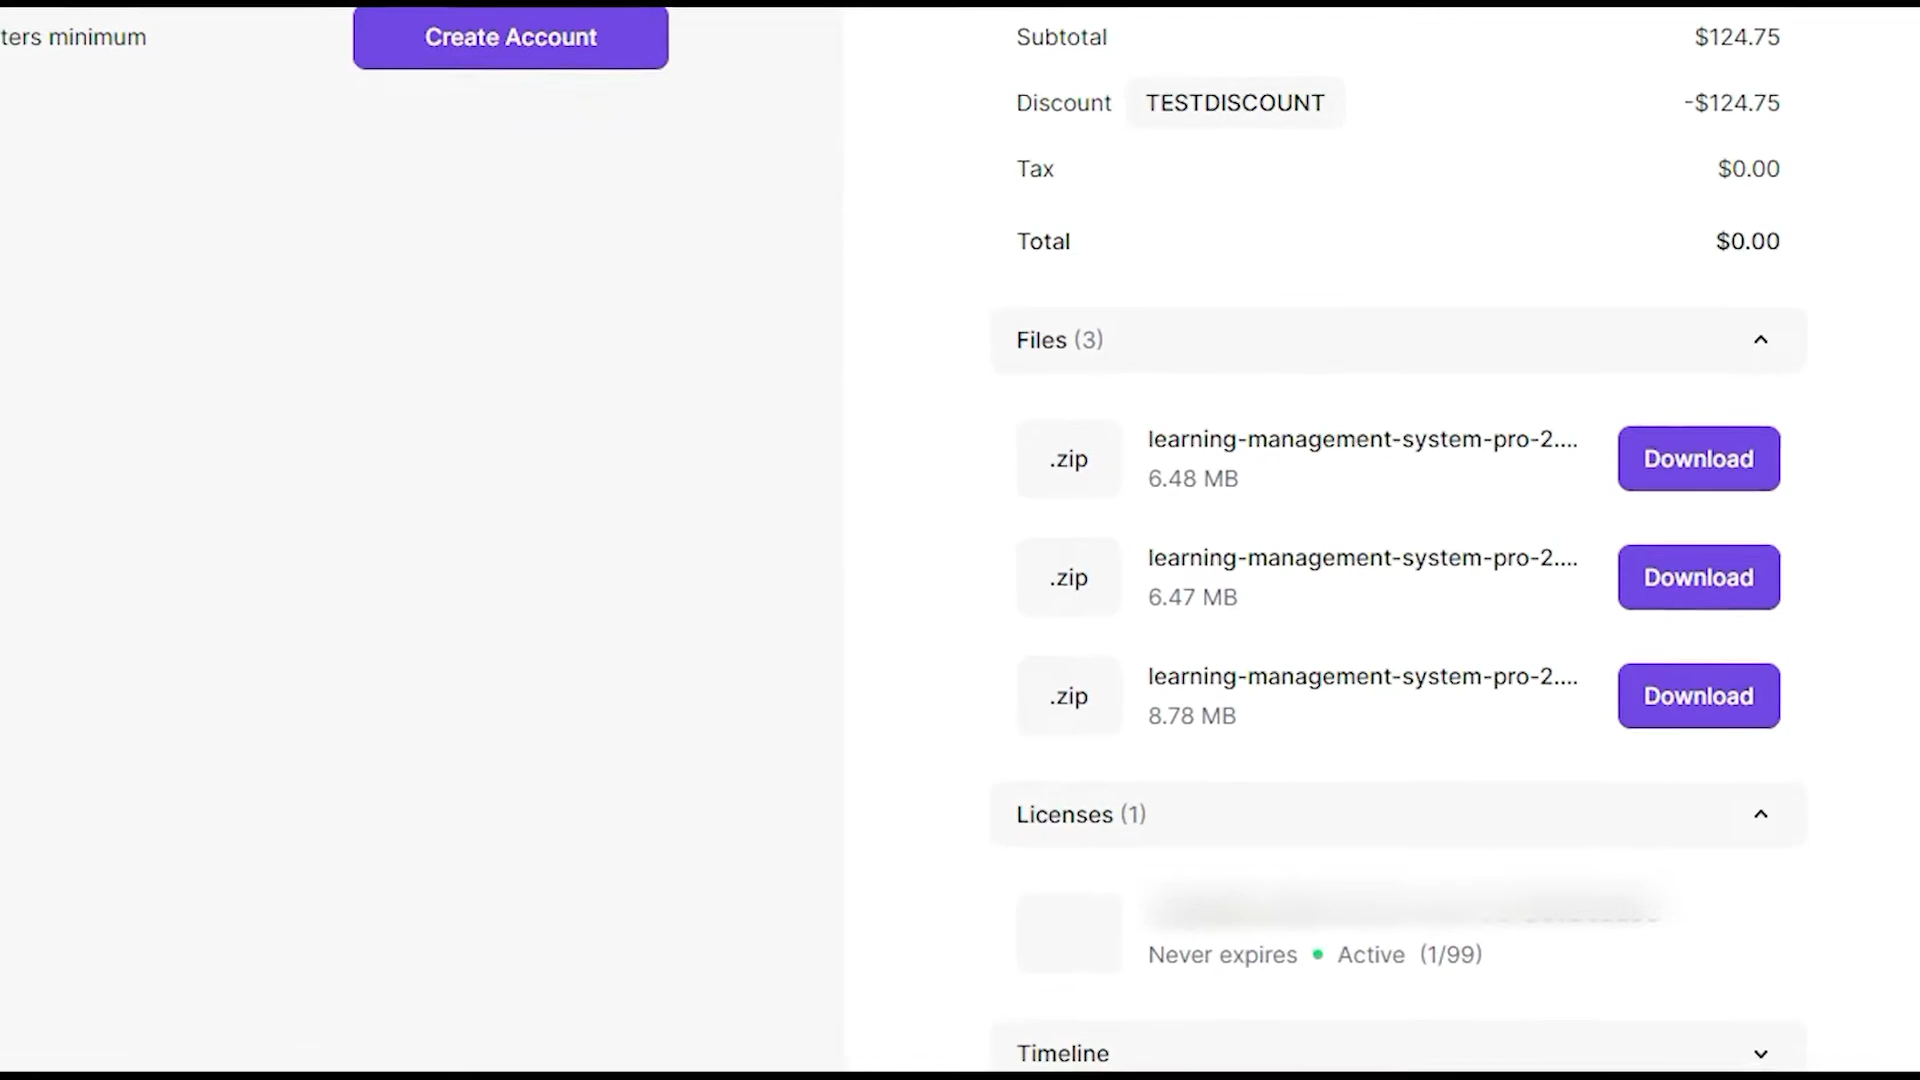 ters minimum
Create Account
Subtotal $124.75
Discount TESTDISCOUNT -$124.75
Tax $0.00
Total $0.00
Files (3)
.zip
learning-management-system-pro-2....
6.48 MB
Download
.zip
learning-management-system-pro-2....
6.47 MB
Download
.zip
learning-management-system-pro-2....
8.78 MB
Download
Licenses (1)
Never expires • Active (1/99)
Timeline